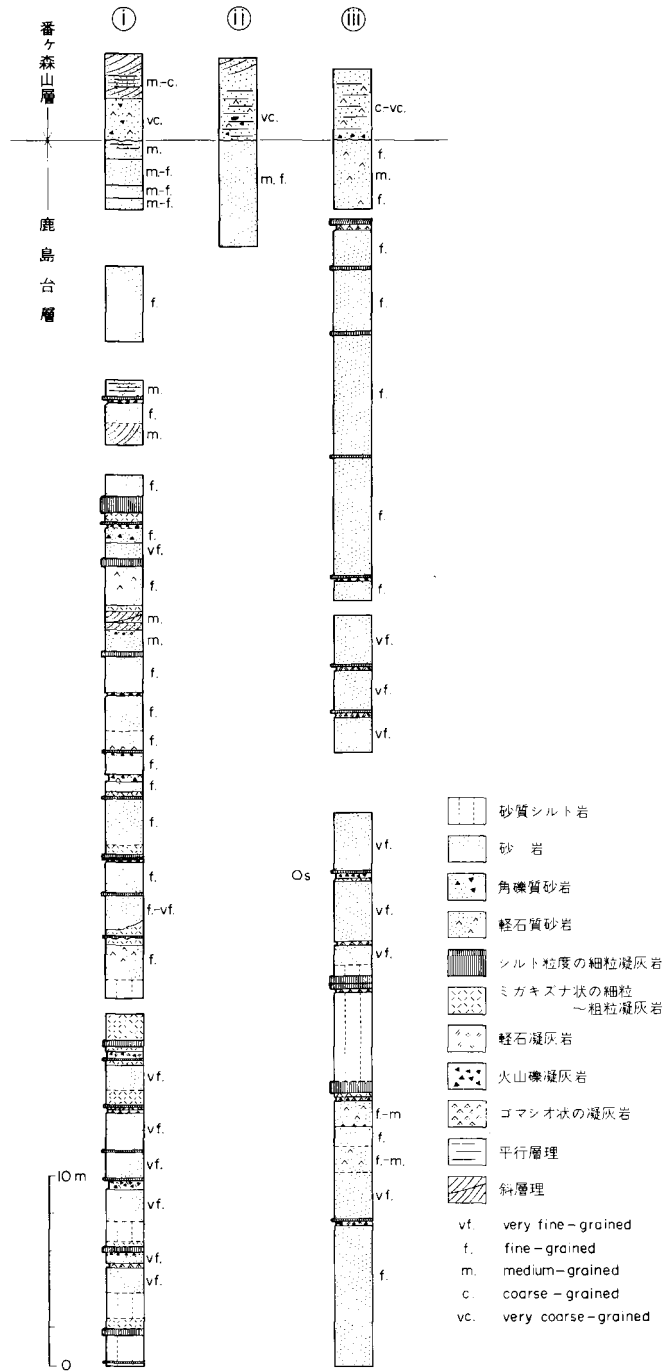 i
ii
iii
番ヶ森山層
鹿島台層
m.-c.
vc.
m.
m.-f.
m-f.
m-f.
f.
m.
f.
m.
f.
f.
vf.
f.
m.
m.
f.
f.
f.
f.
f.
f.
f.
f.-vf.
f.
vf.
vf.
vf.
vf.
vf.
vf.
10m
0
vc.
m. f.
c-vc.
f.
m.
f.
f.
f.
f.
f.
f.
vf.
vf.
vf.
vf.
Os
vf.
vf.
f.-m
f.
f.-m.
vf.
f.
砂質シルト岩
砂 岩
角礫質砂岩
軽石質砂岩
シルト粒度の細粒凝灰岩
ミガキズナ状の細粒
～粗粒凝灰岩
軽石凝灰岩
火山礫凝灰岩
ゴマシオ状の凝灰岩
平行層理
斜層理
vf. very fine-grained
f. fine-grained
m. medium-grained
c. coarse-grained
vc. very coarse-grained